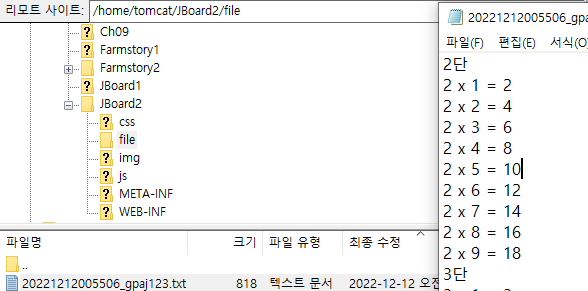 리모트 사이트: /home/tomcat/JBoard2/file
Ch09
Farmstory1
Farmstory2
JBoard1
JBoard2
css
file
img
js
META-INF
WEB-INF
파일명 크기 파일 유형 최종 수정
..
20221212005506_gpaj123.txt 818 텍스트 문서 2022-12-12 오전
20221212005506_gpaj
파일(F) 편집(E) 서식(O)
2단
2 x 1 = 2
2 x 2 = 4
2 x 3 = 6
2 x 4 = 8
2 x 5 = 10
2 x 6 = 12
2 x 7 = 14
2 x 8 = 16
2 x 9 = 18
3단